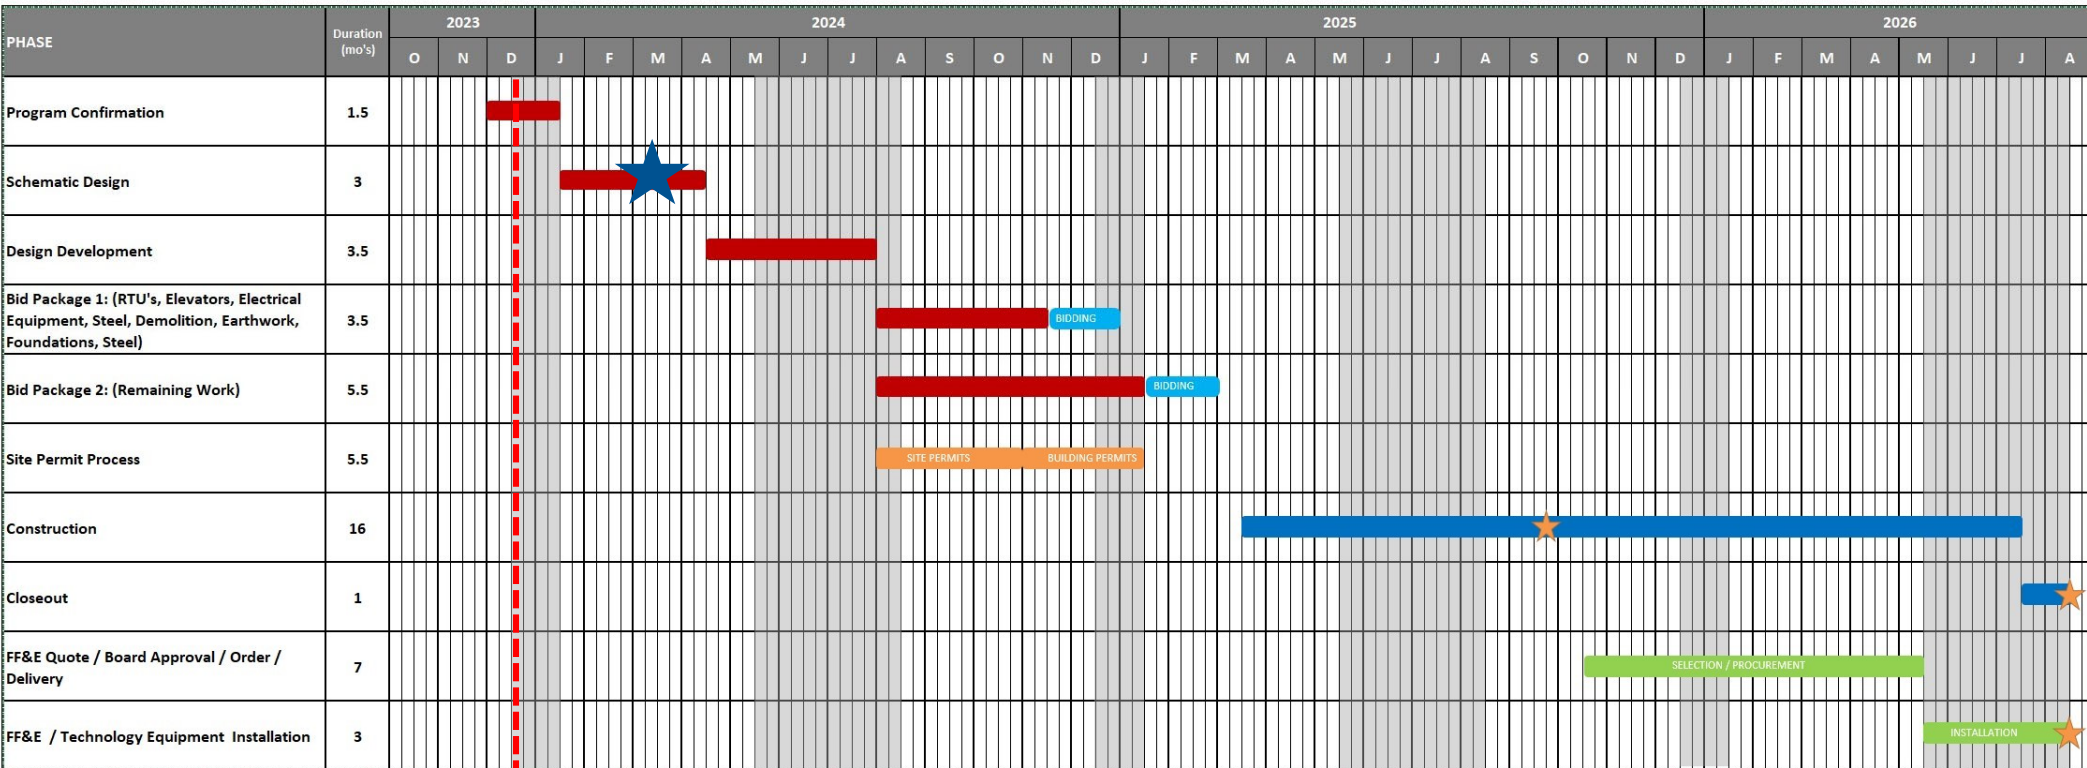 2023 2024 2025 2026
PHASE Duration
(mo's)
O N D J F M A M J J A S O N D J F M A M J J A S O N D J F M A M J J A
Program Confirmation 1.5
Schematic Design 3
Design Development 3.5
Bid Package 1: (RTU's, Elevators, Electrical
Equipment, Steel, Demolition, Earthwork, 3.5 BIDDING
Foundations, Steel)
Bid Package 2: (Remaining Work) 5.5 BIDDING
Site Permit Process 5.5 SITE PERMITS BUILDING PERMITS
Construction 16
Closeout 1
FF&E Quote / Board Approval / Order / 7 SELECTION / PROCUREMENT
Delivery
FF&E / Technology Equipment Installation 3 INSTALLATION